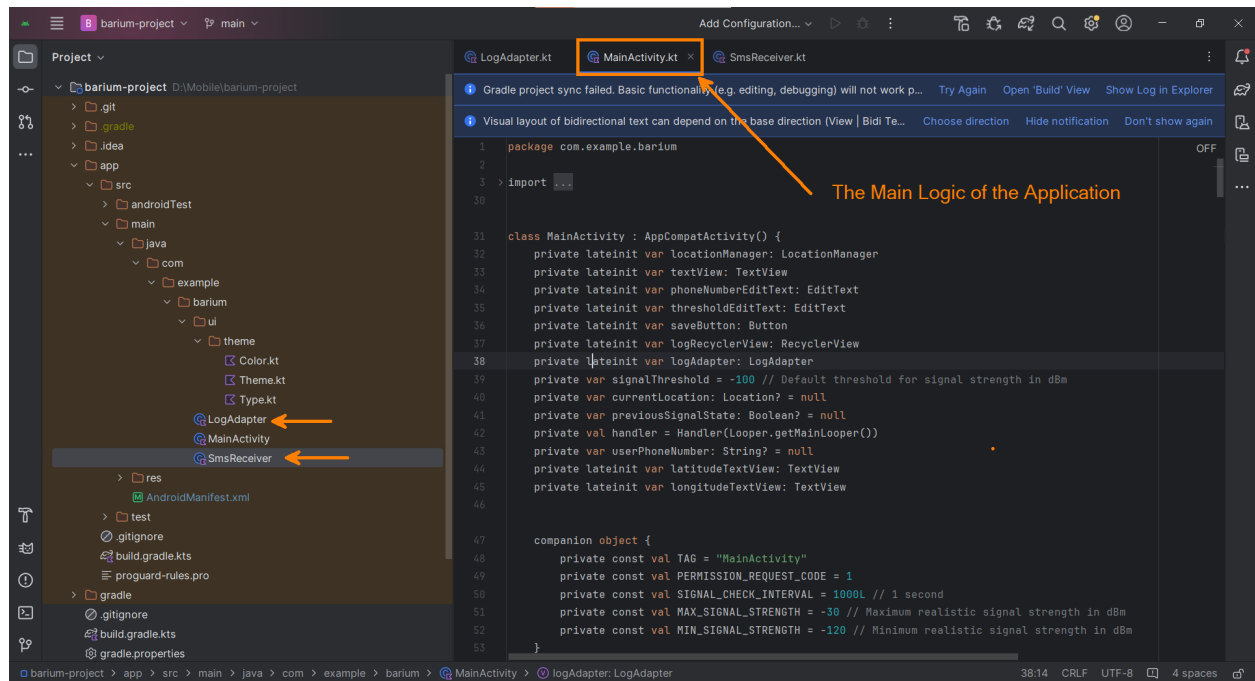 B barium-project main Add Configuration...
Project
LogAdapter.kt MainActivity.kt SmsReceiver.kt
barium-project D:\Mobile\barium-project
.git
.gradle
.idea
app
src
androidTest
main
java
com
example
barium
ui
theme
Color.kt
Theme.kt
Type.kt
LogAdapter
MainActivity
SmsReceiver
res
AndroidManifest.xml
test
.gitignore
build.gradle.kts
proguard-rules.pro
gradle
.gitignore
build.gradle.kts
gradle.properties
Gradle project sync failed. Basic functionality (e.g. editing, debugging) will not work p... Try Again Open 'Build' View Show Log in Explorer
Visual layout of bidirectional text can depend on the base direction (View | Bidi Te... Choose direction Hide notification Don't show again
OFF
The Main Logic of the Application
1 package com.example.barium
2
3 import ...
30
31 class MainActivity : AppCompatActivity() {
32 private lateinit var locationManager: LocationManager
33 private lateinit var textView: TextView
34 private lateinit var phoneNumberEditText: EditText
35 private lateinit var thresholdEditText: EditText
36 private lateinit var saveButton: Button
37 private lateinit var logRecyclerView: RecyclerView
38 private lateinit var logAdapter: LogAdapter
39 private var signalThreshold = -100 // Default threshold for signal strength in dBm
40 private var currentLocation: Location? = null
41 private var previousSignalState: Boolean? = null
42 private val handler = Handler(Looper.getMainLooper())
43 private var userPhoneNumber: String? = null
44 private lateinit var latitudeTextView: TextView
45 private lateinit var longitudeTextView: TextView
46
47 companion object {
48 private const val TAG = "MainActivity"
49 private const val PERMISSION_REQUEST_CODE = 1
50 private const val SIGNAL_CHECK_INTERVAL = 1000L // 1 second
51 private const val MAX_SIGNAL_STRENGTH = -30 // Maximum realistic signal strength in dBm
52 private const val MIN_SIGNAL_STRENGTH = -120 // Minimum realistic signal strength in dBm
53 }
barium-project > app > src > main > java > com > example > barium > MainActivity > logAdapter: LogAdapter 38:14 CRLF UTF-8 4 spaces